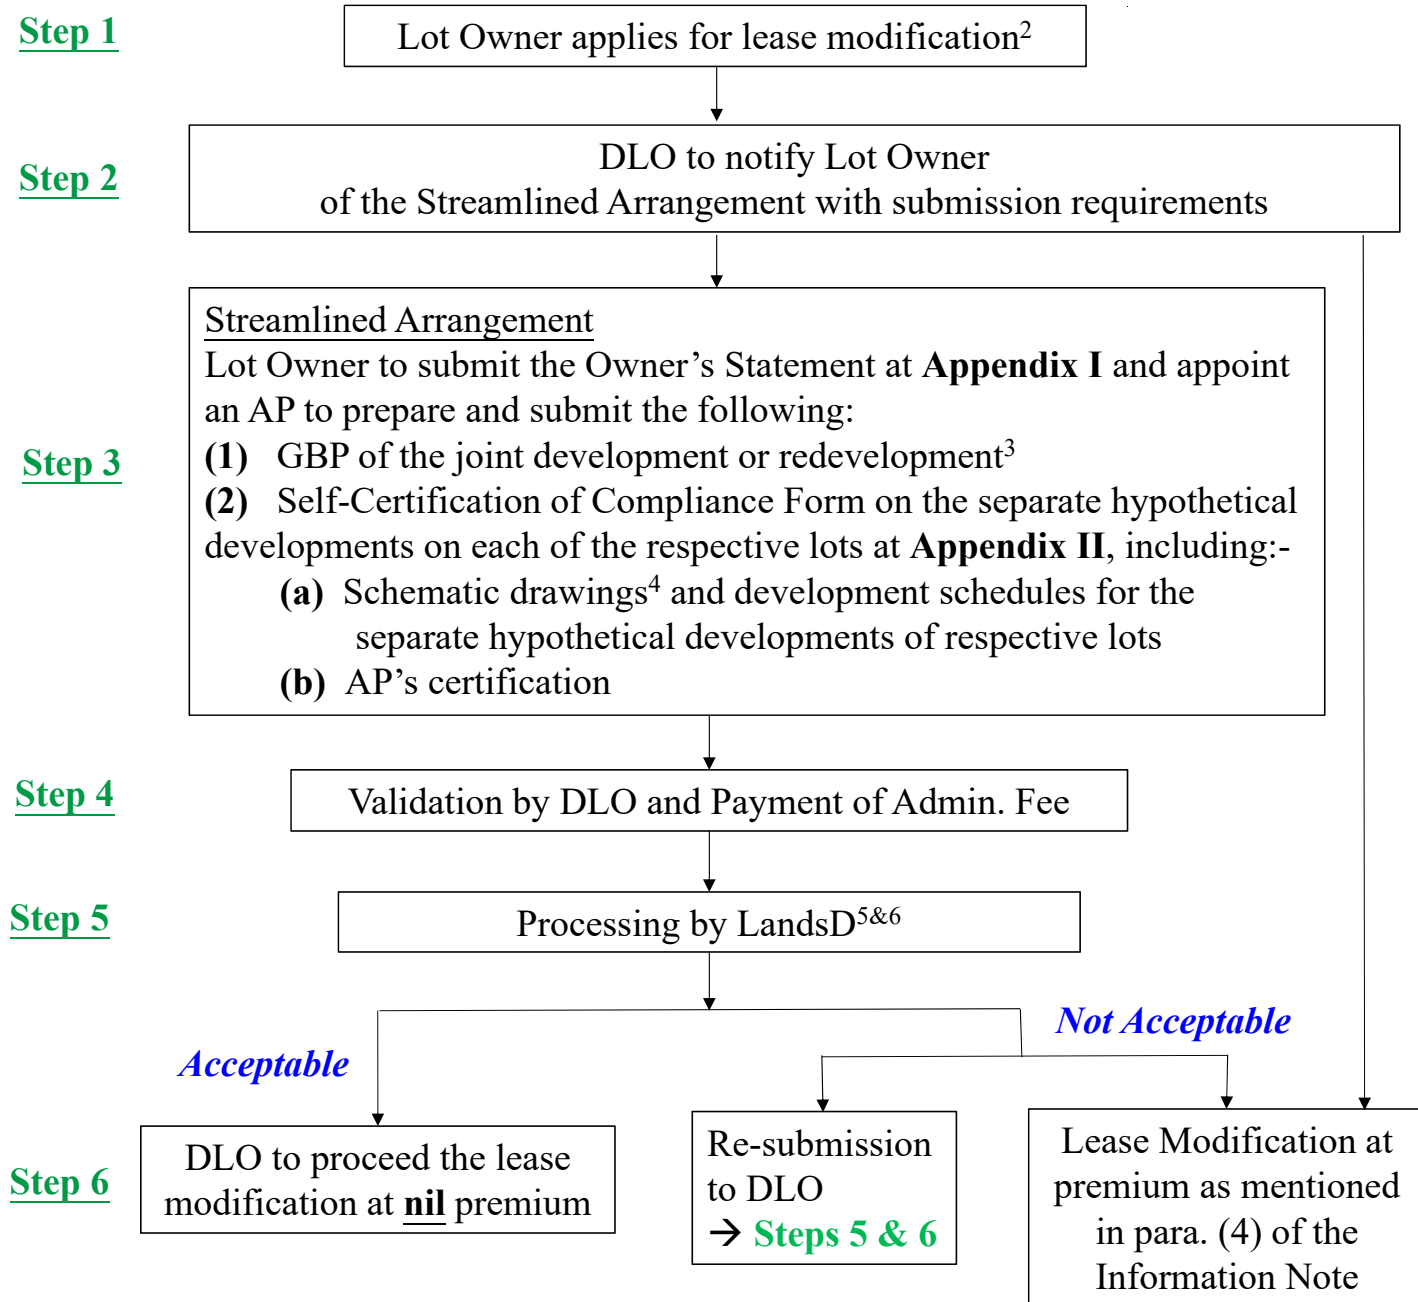 Step 1
Lot Owner applies for lease modification²
Step 2
DLO to notify Lot Owner
of the Streamlined Arrangement with submission requirements
Step 3
Streamlined Arrangement
Lot Owner to submit the Owner’s Statement at Appendix I and appoint
an AP to prepare and submit the following:
(1) GBP of the joint development or redevelopment³
(2) Self-Certification of Compliance Form on the separate hypothetical
developments on each of the respective lots at Appendix II, including:-
(a) Schematic drawings⁴ and development schedules for the
separate hypothetical developments of respective lots
(b) AP’s certification
Step 4
Validation by DLO and Payment of Admin. Fee
Step 5
Processing by LandsD⁵&⁶
Acceptable
Not Acceptable
Step 6
DLO to proceed the lease
modification at nil premium
Re-submission
to DLO
→ Steps 5 & 6
Lease Modification at
premium as mentioned
in para. (4) of the
Information Note